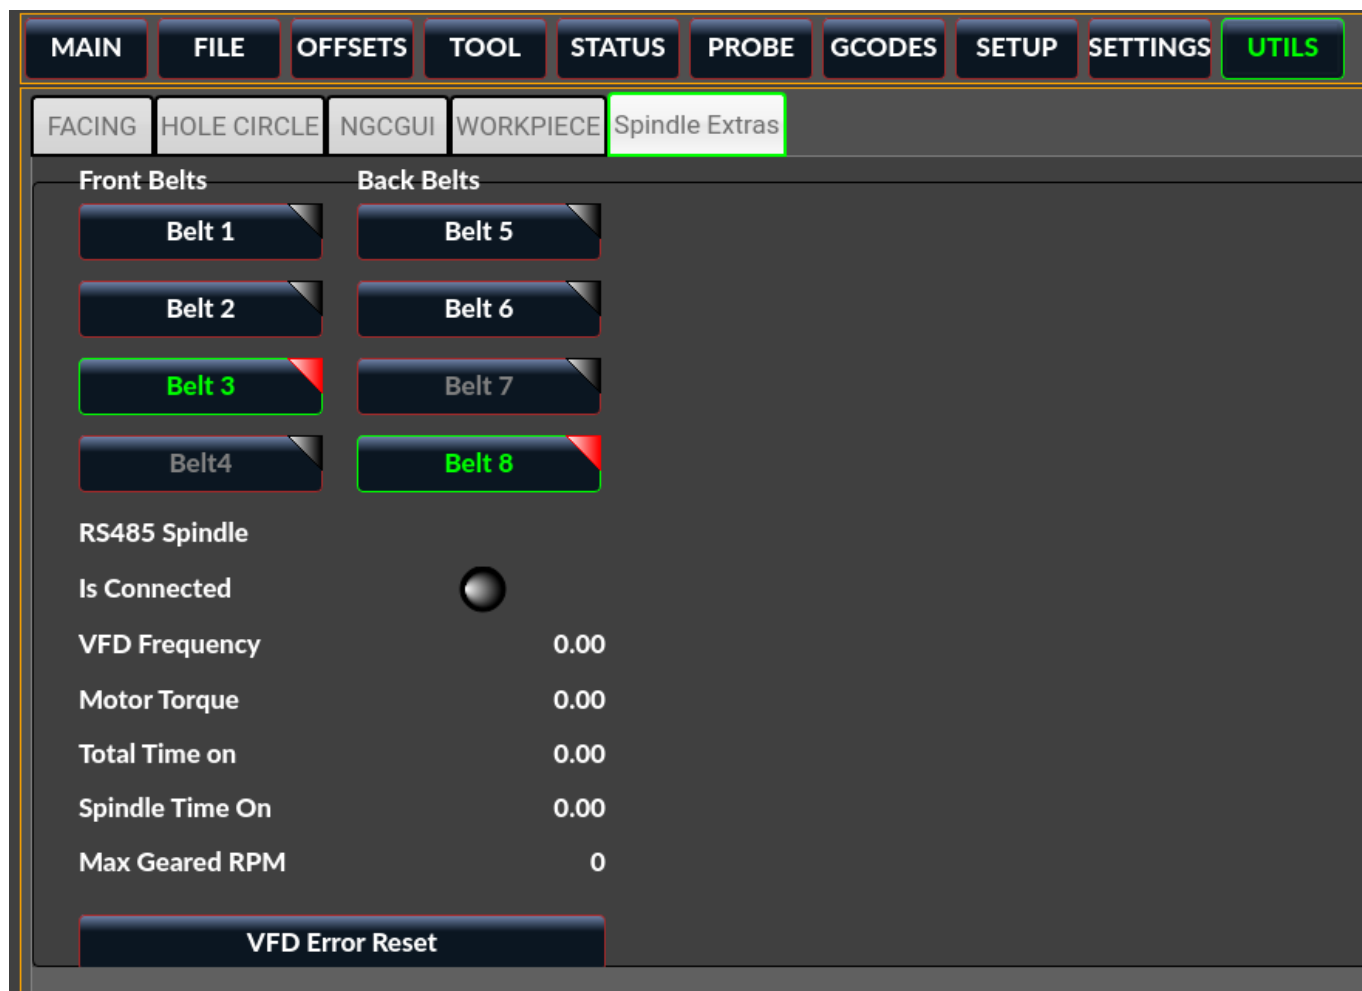 MAIN FILE OFFSETS TOOL STATUS PROBE GCODES SETUP SETTINGS UTILS
FACING HOLE CIRCLE NGCGUI WORKPIECE Spindle Extras
Front Belts Back Belts
Belt 1 Belt 5
Belt 2 Belt 6
Belt 3 Belt 7
Belt4 Belt 8
RS485 Spindle
Is Connected
VFD Frequency 0.00
Motor Torque 0.00
Total Time on 0.00
Spindle Time On 0.00
Max Geared RPM 0
VFD Error Reset